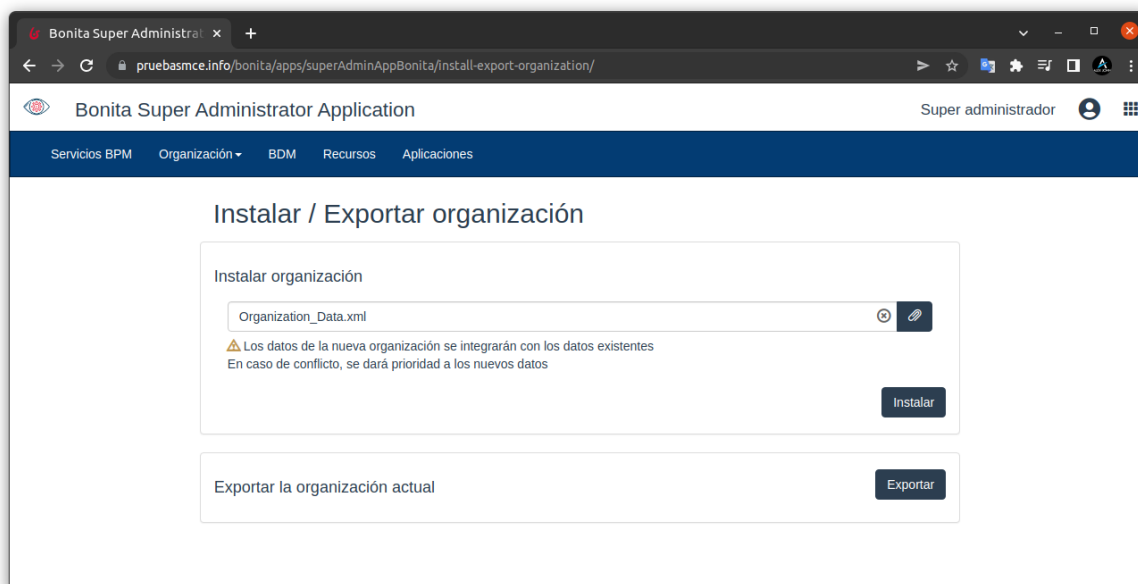 Bonita Super Administrat
pruebasmce.info/bonita/apps/superAdminAppBonita/install-export-organization/
Bonita Super Administrator Application
Super administrador
Servicios BPM Organización BDM Recursos Aplicaciones
Instalar / Exportar organización
Instalar organización
Organization_Data.xml
Los datos de la nueva organización se integrarán con los datos existentes
En caso de conflicto, se dará prioridad a los nuevos datos
Instalar
Exportar la organización actual
Exportar